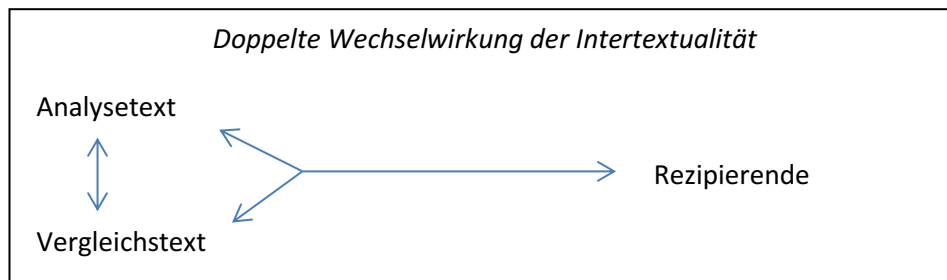 Doppelte Wechselwirkung der Intertextualität
Analysetext
Rezipierende
Vergleichstext